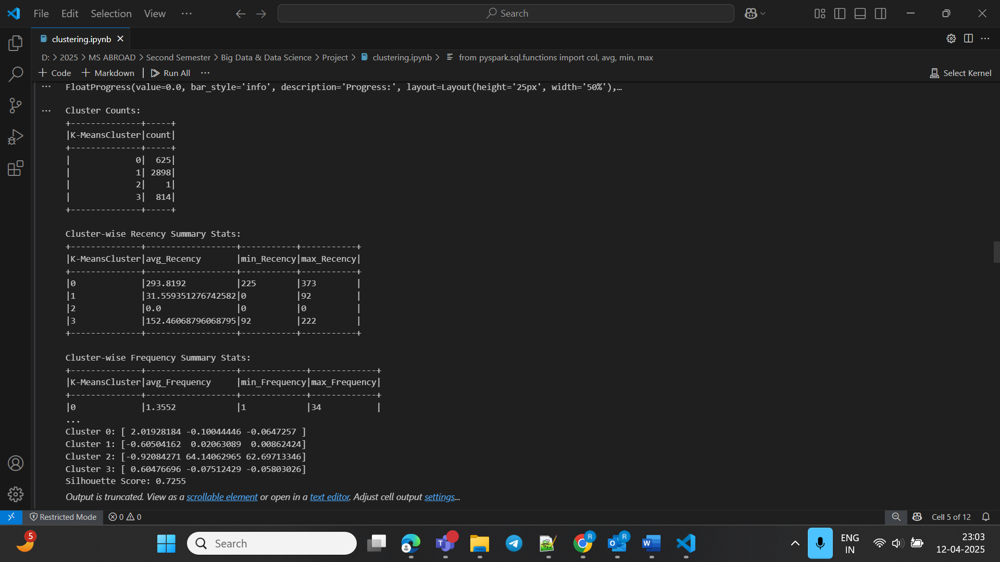 File Edit Selection View ... Search
clustering.ipynb
D: > 2025 > MS ABROAD > Second Semester > Big Data & Data Science > Project > clustering.ipynb > from pyspark.sql.functions import col, avg, min, max
+ Code + Markdown | Run All ... Select Kernel
... FloatProgress(value=0.0, bar_style='info', description='Progress:', layout=Layout(height='25px', width='50%'),…
... Cluster Counts:
+--------------+-----+
|K-MeansCluster|count|
+--------------+-----+
|             0|  625|
|             1| 2898|
|             2|    1|
|             3|  814|
+--------------+-----+
Cluster-wise Recency Summary Stats:
+--------------+------------------+-----------+-----------+
|K-MeansCluster|avg_Recency       |min_Recency|max_Recency|
+--------------+------------------+-----------+-----------+
|0             |293.8192          |225        |373        |
|1             |31.559351276742582|0          |92         |
|2             |0.0               |0          |0          |
|3             |152.46068796068795|92         |222        |
+--------------+------------------+-----------+-----------+
Cluster-wise Frequency Summary Stats:
+--------------+------------------+-------------+-------------+
|K-MeansCluster|avg_Frequency     |min_Frequency|max_Frequency|
+--------------+------------------+-------------+-------------+
|0             |1.3552            |1            |34           |
...
Cluster 0: [ 2.01928184 -0.10044446 -0.0647257 ]
Cluster 1: [-0.60504162  0.02063089  0.00862424]
Cluster 2: [-0.92084271 64.14062965 62.69713346]
Cluster 3: [ 0.60476696 -0.07512429 -0.05803026]
Silhouette Score: 0.7255
Output is truncated. View as a scrollable element or open in a text editor. Adjust cell output settings...
Restricted Mode 0 0 Cell 5 of 12
5 Search T R O R W ENG 23:03
IN 12-04-2025